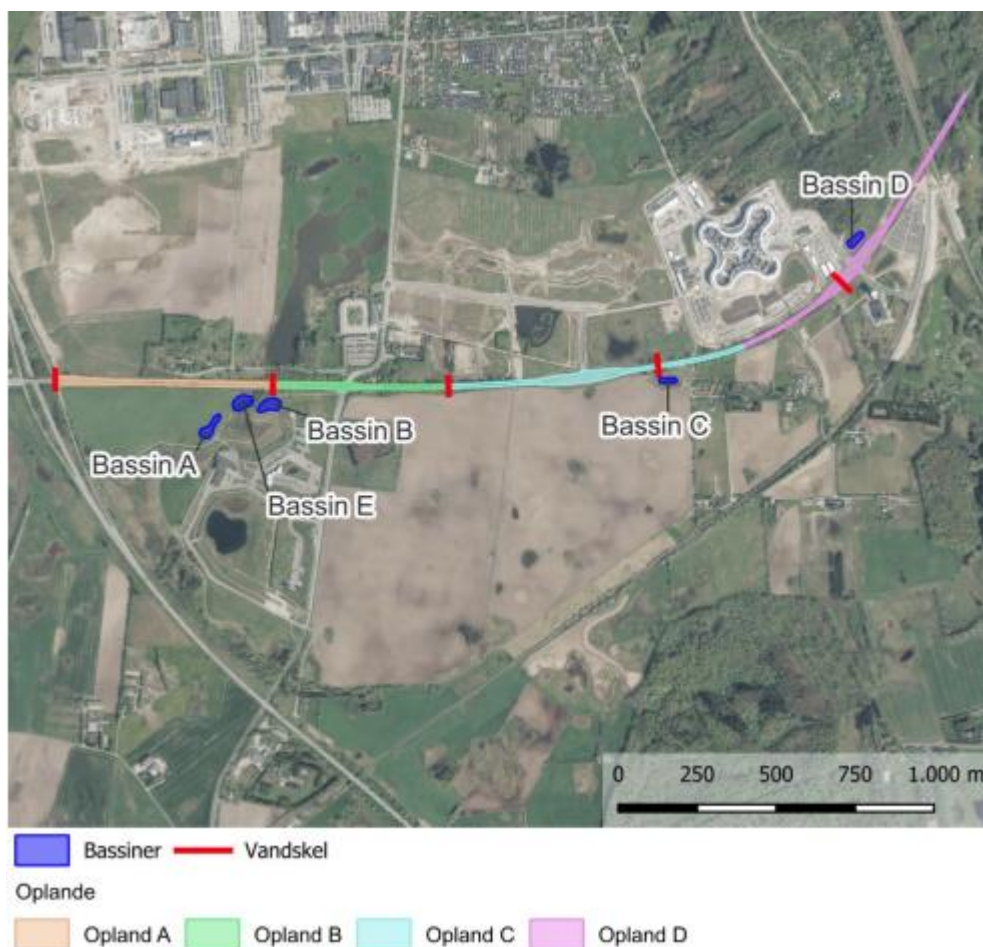 Bassin D
Bassin B
Bassin C
Bassin A
Bassin E
0 250 500 750 1.000 m
Bassiner Vandskel
Oplande
Opland A Opland B Opland C Opland D